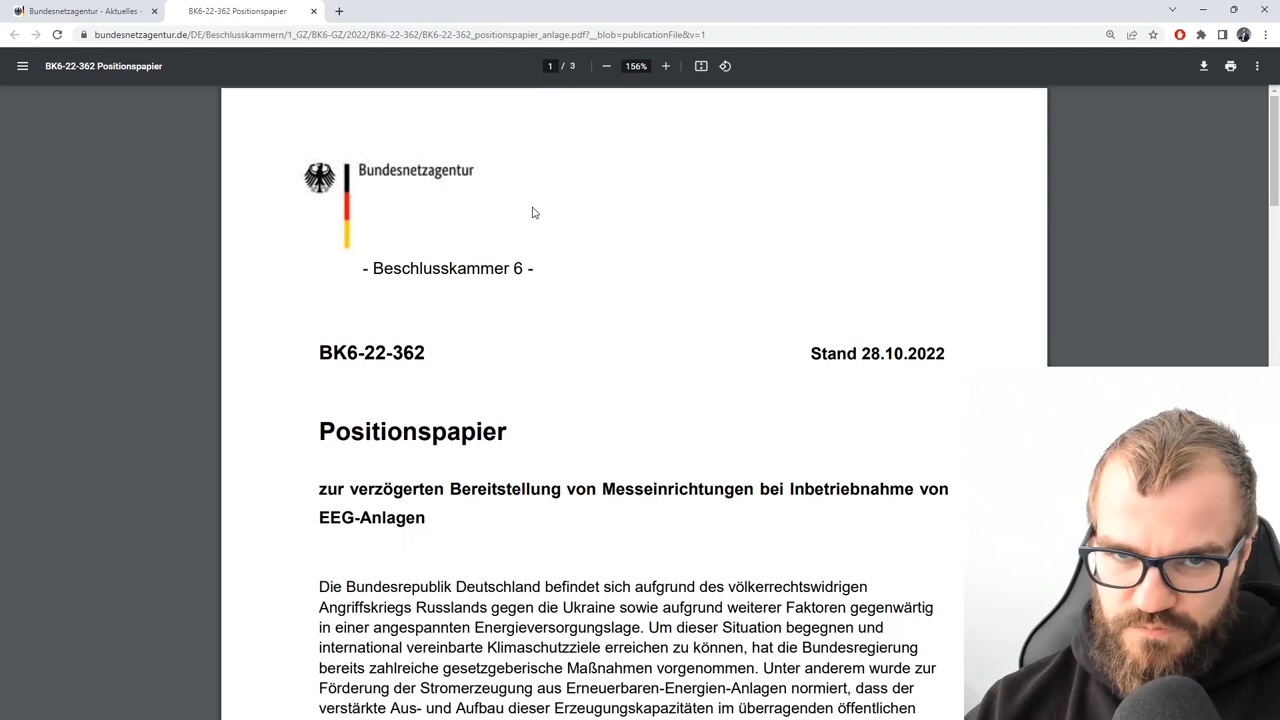 Bundesnetzagentur - Aktuelles -
BK6-22-362 Positionspapier
bundesnetzagentur.de/DE/Beschlusskammern/1_GZ/BK6-GZ/2022/BK6-22-362/BK6-22-362_positionspapier_anlage.pdf?__blob=publicationFile&v=1
BK6-22-362 Positionspapier
1 / 3
156%
Bundesnetzagentur
- Beschlusskammer 6 -
BK6-22-362
Stand 28.10.2022
Positionspapier
zur verzögerten Bereitstellung von Messeinrichtungen bei Inbetriebnahme von
EEG-Anlagen
Die Bundesrepublik Deutschland befindet sich aufgrund des völkerrechtswidrigen
Angriffskriegs Russlands gegen die Ukraine sowie aufgrund weiterer Faktoren gegenwärtig
in einer angespannten Energieversorgungslage. Um dieser Situation begegnen und
international vereinbarte Klimaschutzziele erreichen zu können, hat die Bundesregierung
bereits zahlreiche gesetzgeberische Maßnahmen vorgenommen. Unter anderem wurde zur
Förderung der Stromerzeugung aus Erneuerbaren-Energien-Anlagen normiert, dass der
verstärkte Aus- und Aufbau dieser Erzeugungskapazitäten im überragenden öffentlichen